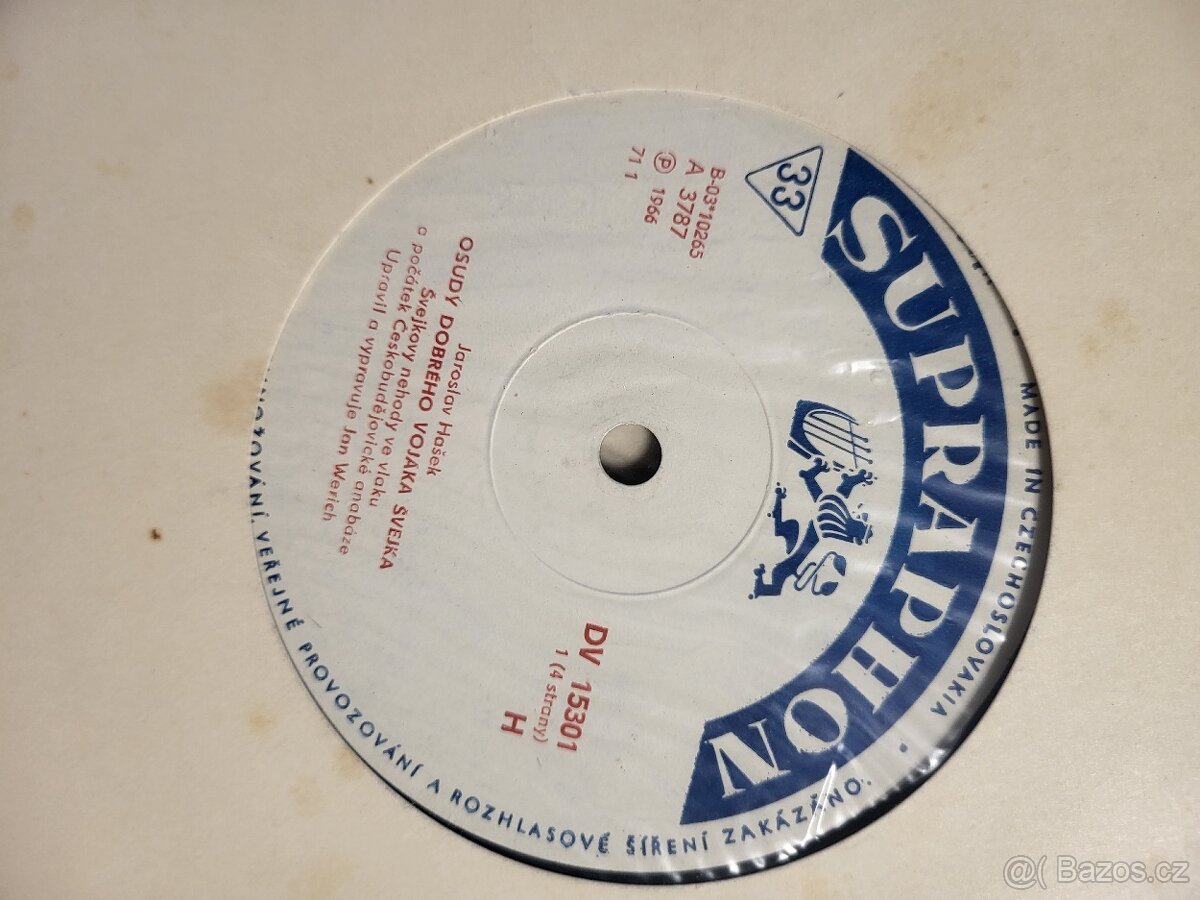 SUPRAPHON
MADE IN CZECHOSLOVAKIA
33
B-03*10265
A 3787
Ⓟ 1966
71 1
DV 15301
1 (4 strany)
H
Jaroslav Hašek
OSUDY DOBRÉHO VOJÁKA ŠVEJKA
Švejkovy nehody ve vlaku
a počátek Českobudějovické anabáze
Upravil a vypravuje Jan Werich
VEŘEJNÉ PROVOZOVÁNÍ A ROZHLASOVÉ ŠÍŘENÍ ZAKÁZÁNO.
@( Bazos.cz